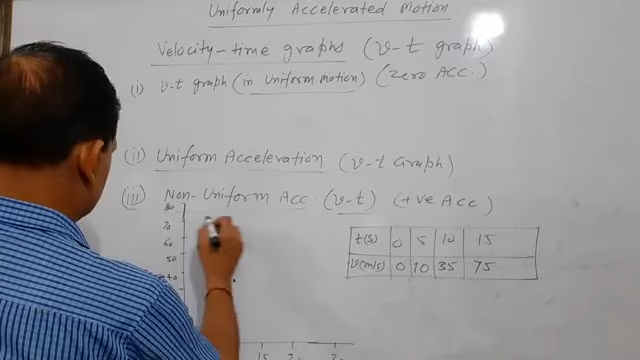 Uniformly Accelerated Motion
Velocity-time graphs (v-t graph)
(i) v-t graph (in Uniform motion) (Zero Acc.)
(ii) Uniform Acceleration (v-t Graph)
(iii) Non-Uniform Acc. (v-t) (+ve Acc)
80
70
60
50
40
t(s) 0 5 10 15
v(m/s) 0 10 35 75
15